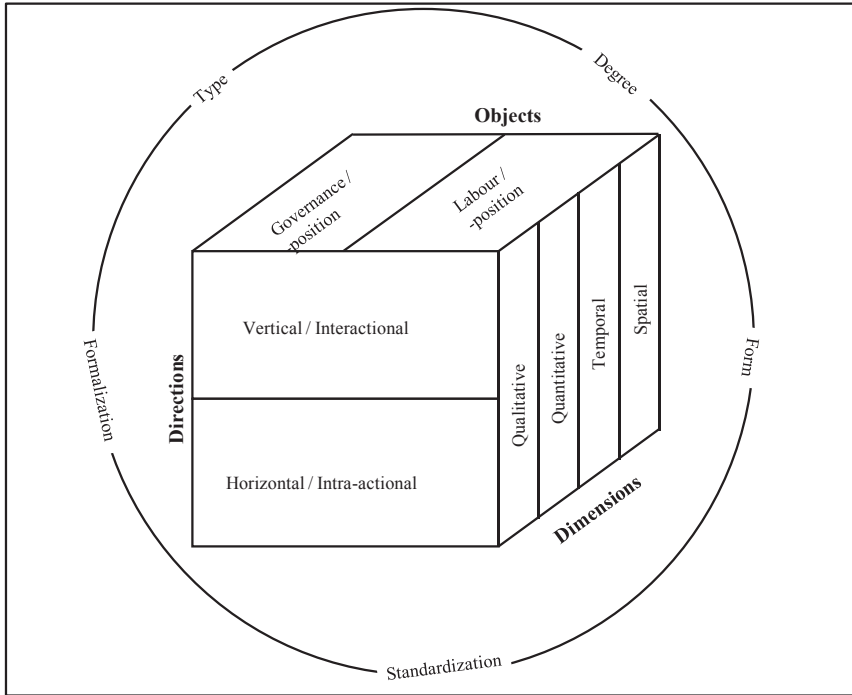 Type
Degree
Objects
Governance /
-position
Labour /
-position
Vertical / Interactional
Horizontal / Intra-actional
Directions
Qualitative
Quantitative
Temporal
Spatial
Dimensions
Formalization
Form
Standardization